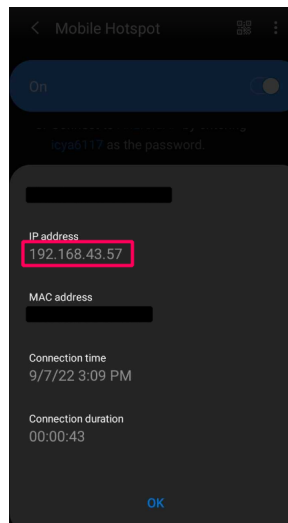 Mobile Hotspot
On
icya6117 as the password.
IP address
192.168.43.57
MAC address
Connection time
9/7/22 3:09 PM
Connection duration
00:00:43
OK